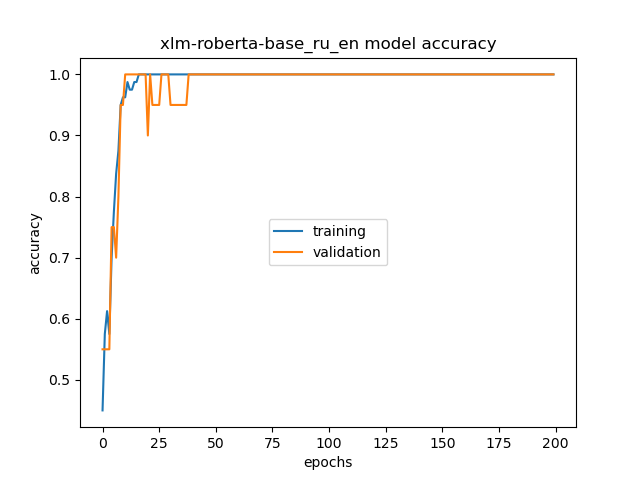 xlm-roberta-base_ru_en model accuracy
1.0
0.9
0.8
0.7
0.6
0.5
accuracy
training
validation
0 25 50 75 100 125 150 175 200
epochs